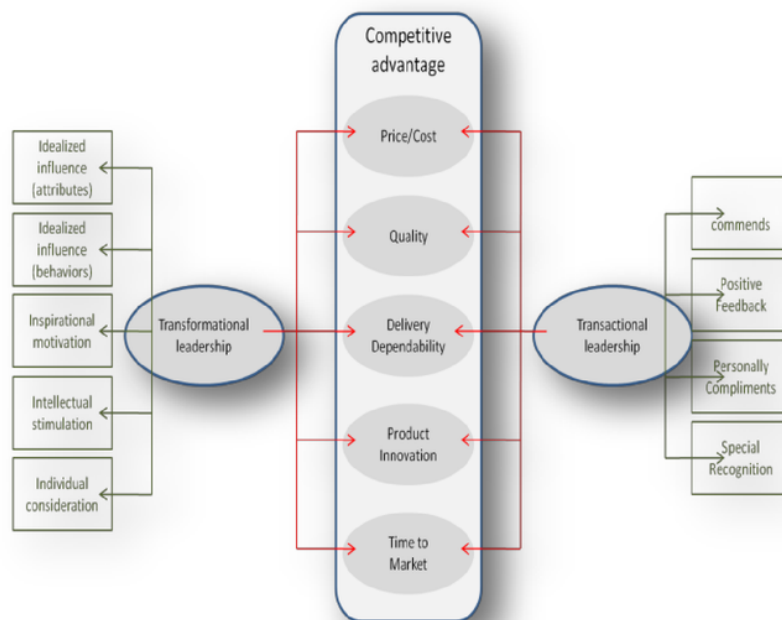 Competitive
advantage
Price/Cost
Quality
Delivery
Dependability
Product
Innovation
Time to
Market
Idealized
influence
(attributes)
Idealized
influence
(behaviors)
Inspirational
motivation
Intellectual
stimulation
Individual
consideration
Transformational
leadership
Transactional
leadership
commends
Positive
Feedback
Personally
Compliments
Special
Recognition